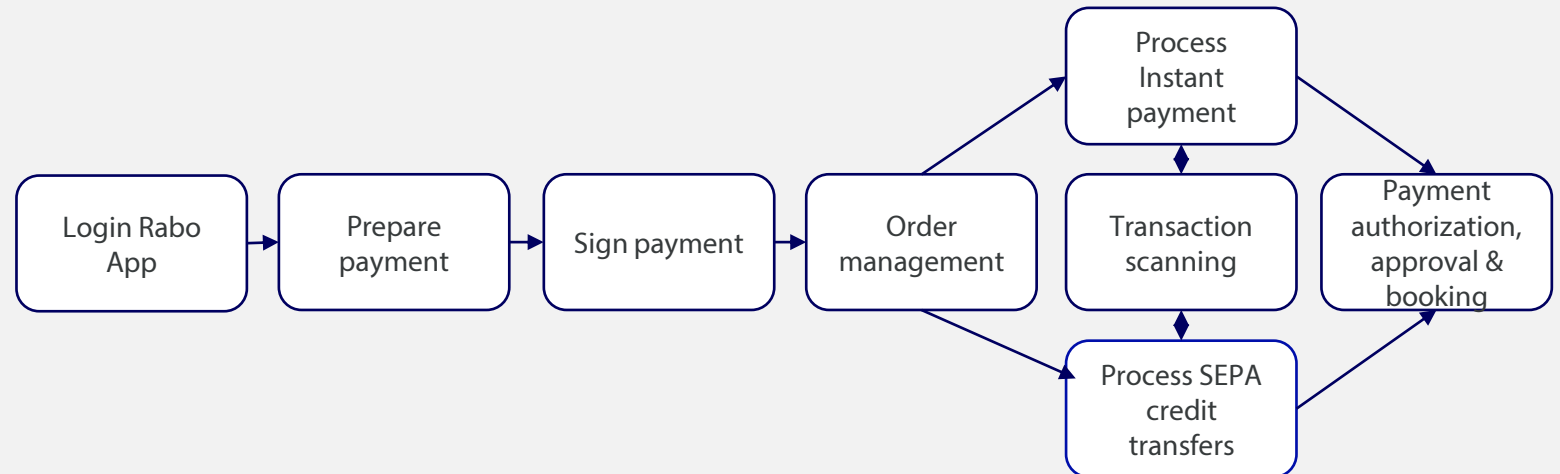 Login Rabo
App
Prepare
payment
Sign payment
Order
management
Process
Instant
payment
Transaction
scanning
Process SEPA
credit
transfers
Payment
authorization,
approval &
booking